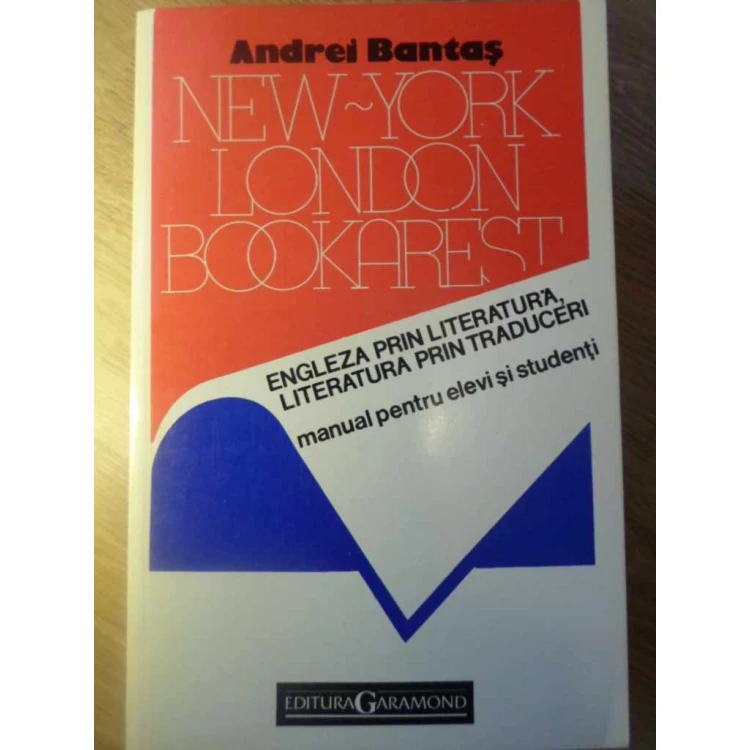 Andrei Bantaş
NEW~YORK
LONDON
BOOKAREST
ENGLEZA PRIN LITERATURĂ,
LITERATURA PRIN TRADUCERI
manual pentru elevi şi studenţi
EDITURA GARAMOND